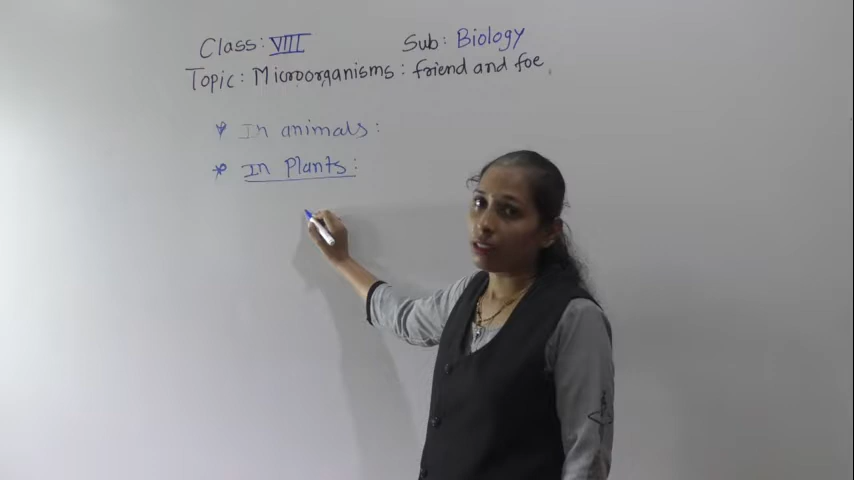 Class: VIII Sub: Biology
Topic: Microorganisms: friend and foe
* In animals:
* In Plants: